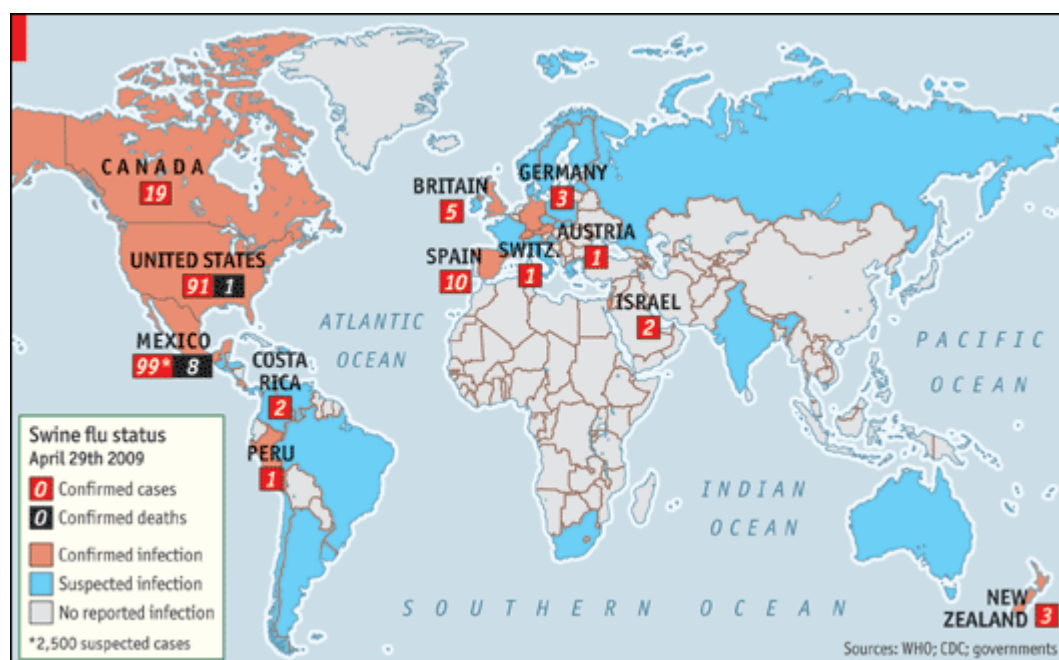 CANADA
19
UNITED STATES
91 1
MEXICO
99* 8
COSTA
RICA
2
PERU
1
BRITAIN
5
GERMANY
3
SPAIN
10
SWITZ.
1
AUSTRIA
1
ISRAEL
2
NEW
ZEALAND
3
ATLANTIC
OCEAN
PACIFIC
OCEAN
INDIAN
OCEAN
SOUTHERN OCEAN
Swine flu status
April 29th 2009
0 Confirmed cases
0 Confirmed deaths
Confirmed infection
Suspected infection
No reported infection
*2,500 suspected cases
Sources: WHO; CDC; governments